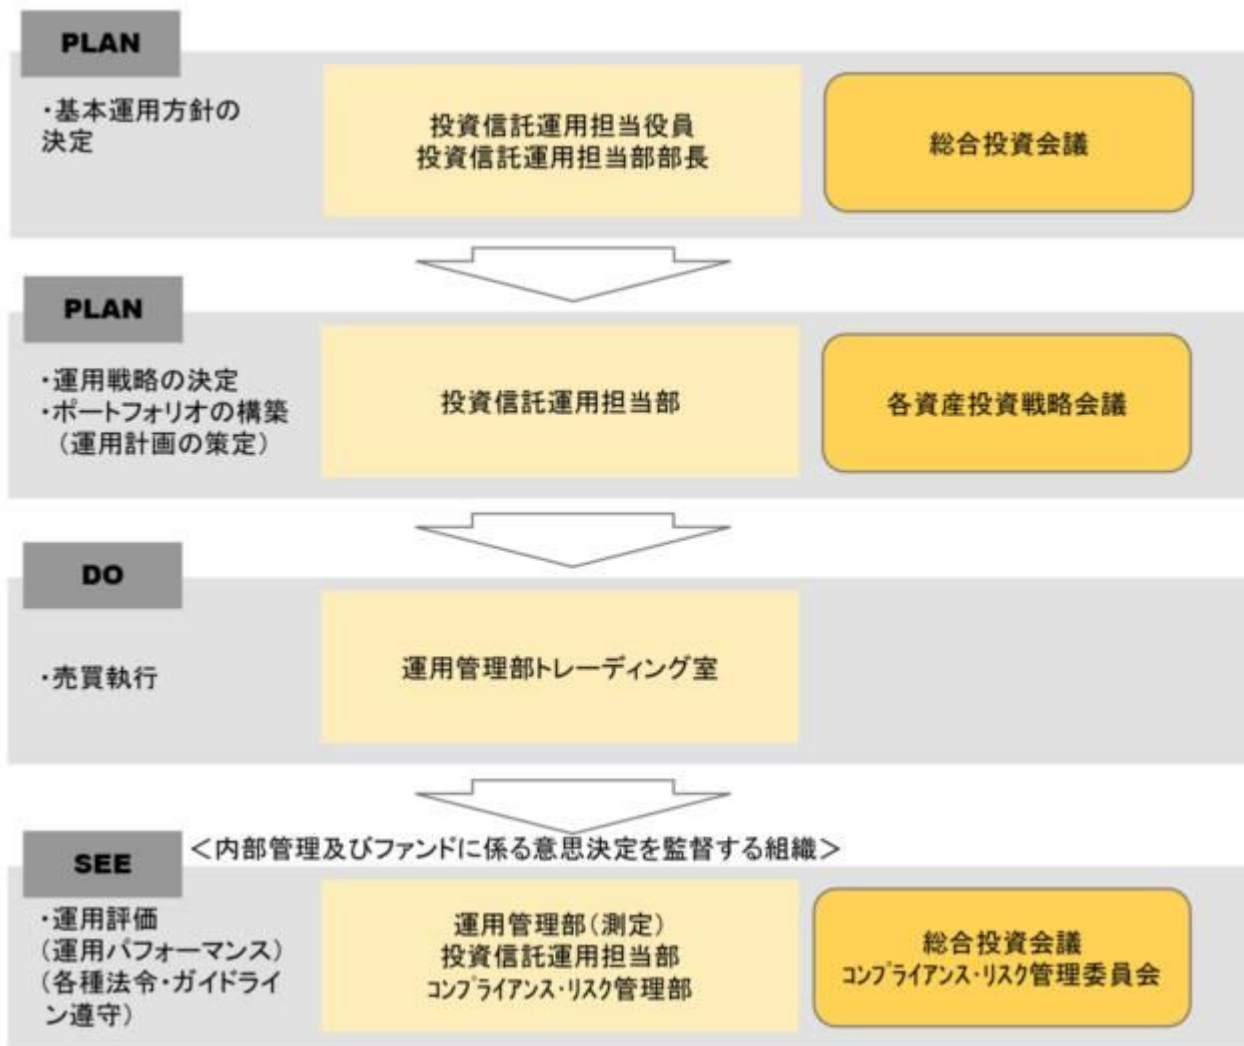 PLAN
・基本運用方針の
決定
投資信託運用担当役員
投資信託運用担当部部長
総合投資会議
PLAN
・運用戦略の決定
・ポートフォリオの構築
（運用計画の策定）
投資信託運用担当部
各資産投資戦略会議
DO
・売買執行
運用管理部トレーディング室
SEE
＜内部管理及びファンドに係る意思決定を監督する組織＞
・運用評価
(運用パフォーマンス)
(各種法令・ガイドライ
ン遵守)
運用管理部(測定)
投資信託運用担当部
ｺﾝﾌﾟﾗｲｱﾝｽ･ﾘｽｸ管理部
総合投資会議
ｺﾝﾌﾟﾗｲｱﾝｽ･ﾘｽｸ管理委員会